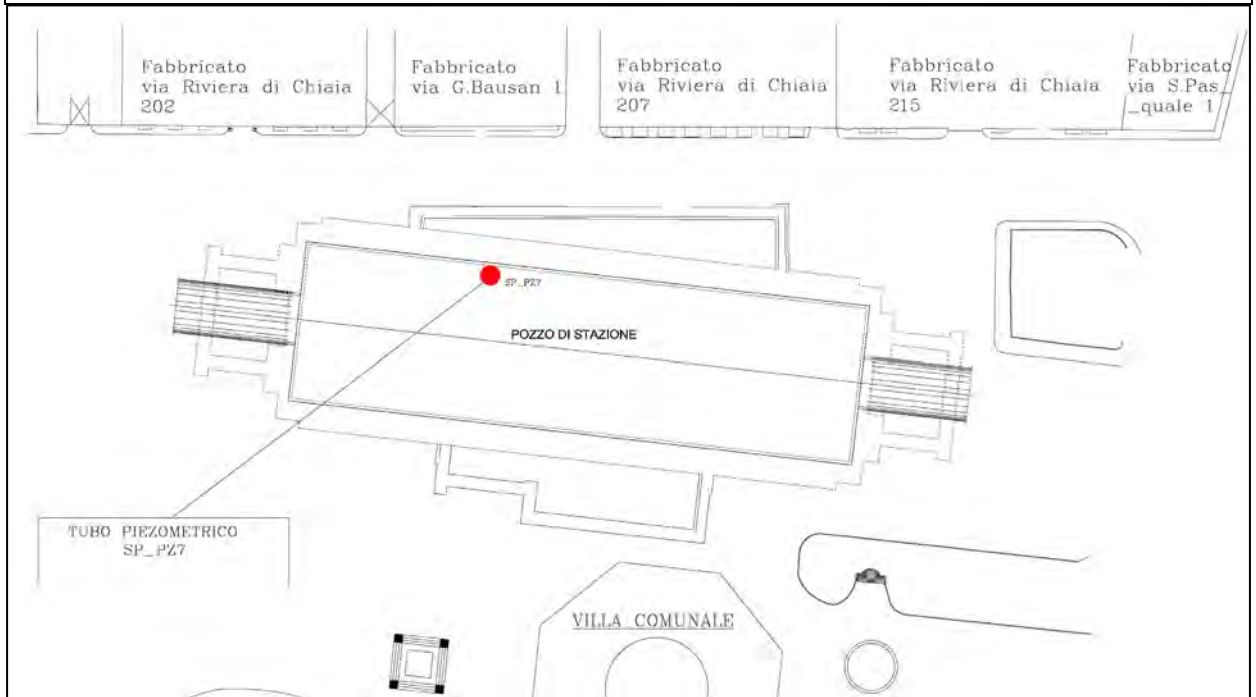 Fabbricato
via Riviera di Chiaia
202
Fabbricato
via G.Bausan 1
Fabbricato
via Riviera di Chiaia
207
Fabbricato
via Riviera di Chiaia
215
Fabbricato
via S.Pas_
_quale 1
SP_PZ7
POZZO DI STAZIONE
TUBO PIEZOMETRICO
SP_PZ7
VILLA COMUNALE